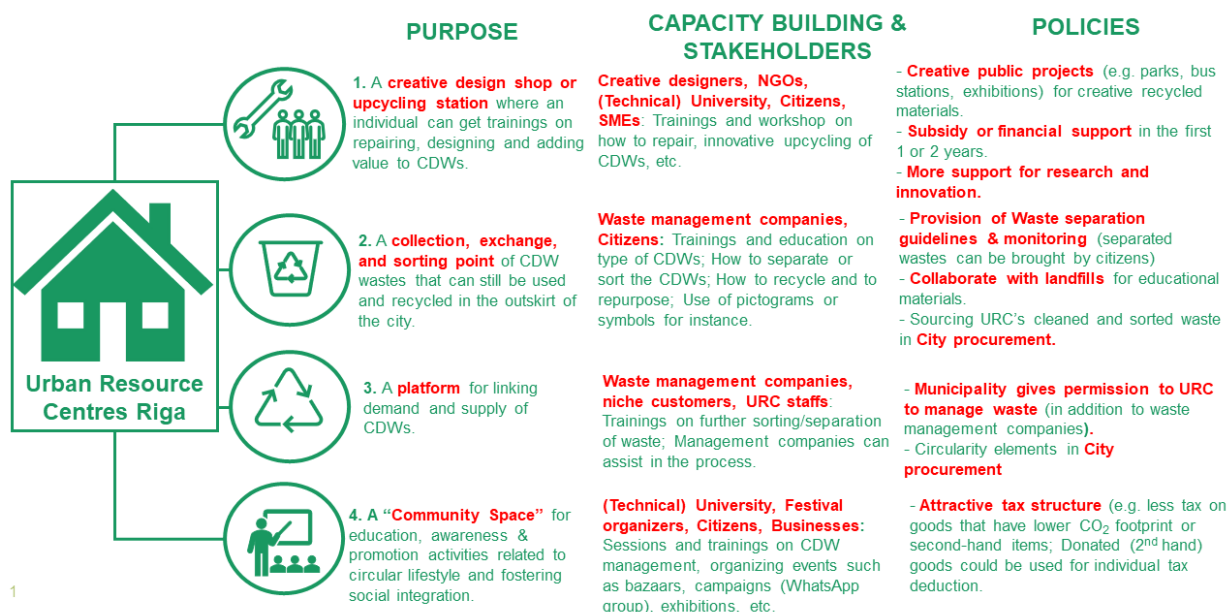 PURPOSE
CAPACITY BUILDING &
STAKEHOLDERS
POLICIES
Urban Resource
Centres Riga
1. A creative design shop or
upcycling station where an
individual can get trainings on
repairing, designing and adding
value to CDWs.
Creative designers, NGOs,
(Technical) University, Citizens,
SMEs: Trainings and workshop on
how to repair, innovative upcycling of
CDWs, etc.
- Creative public projects (e.g. parks, bus
stations, exhibitions) for creative recycled
materials.
- Subsidy or financial support in the first
1 or 2 years.
- More support for research and
innovation.
2. A collection, exchange,
and sorting point of CDW
wastes that can still be used
and recycled in the outskirt of
the city.
Waste management companies,
Citizens: Trainings and education on
type of CDWs; How to separate or
sort the CDWs; How to recycle and to
repurpose; Use of pictograms or
symbols for instance.
- Provision of Waste separation
guidelines & monitoring (separated
wastes can be brought by citizens)
- Collaborate with landfills for educational
materials.
- Sourcing URC's cleaned and sorted waste
in City procurement.
3. A platform for linking
demand and supply of
CDWs.
Waste management companies,
niche customers, URC staffs:
Trainings on further sorting/separation
of waste; Management companies can
assist in the process.
- Municipality gives permission to URC
to manage waste (in addition to waste
management companies).
- Circularity elements in City
procurement
4. A “Community Space” for
education, awareness &
promotion activities related to
circular lifestyle and fostering
social integration.
(Technical) University, Festival
organizers, Citizens, Businesses:
Sessions and trainings on CDW
management, organizing events such
as bazaars, campaigns (WhatsApp
group), exhibitions, etc.
- Attractive tax structure (e.g. less tax on
goods that have lower CO2 footprint or
second-hand items; Donated (2nd hand)
goods could be used for individual tax
deduction.
1